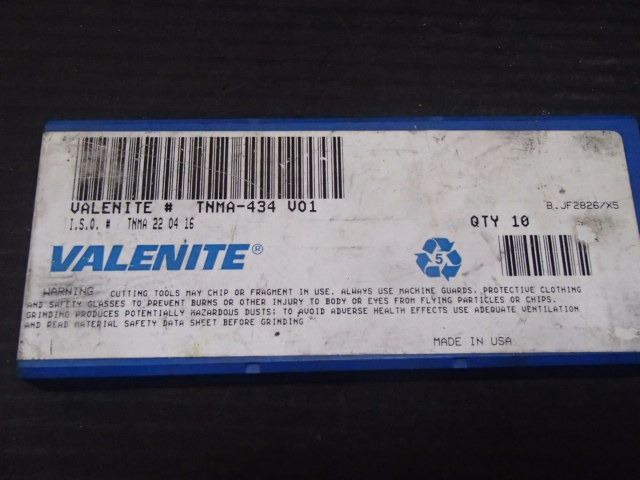 VALENITE # TNMA-434 V01
B.JF2826/X5
I.S.O. # TNMA 22 04 16
QTY 10
VALENITE®
5
WARNING CUTTING TOOLS MAY CHIP OR FRAGMENT IN USE. ALWAYS USE MACHINE GUARDS, PROTECTIVE CLOTHING
AND SAFETY GLASSES TO PREVENT BURNS OR OTHER INJURY TO BODY OR EYES FROM FLYING PARTICLES OR CHIPS.
GRINDING PRODUCES POTENTIALLY HAZARDOUS DUSTS; TO AVOID ADVERSE HEALTH EFFECTS USE ADEQUATE VENTILATION
AND READ MATERIAL SAFETY DATA SHEET BEFORE GRINDING
MADE IN USA